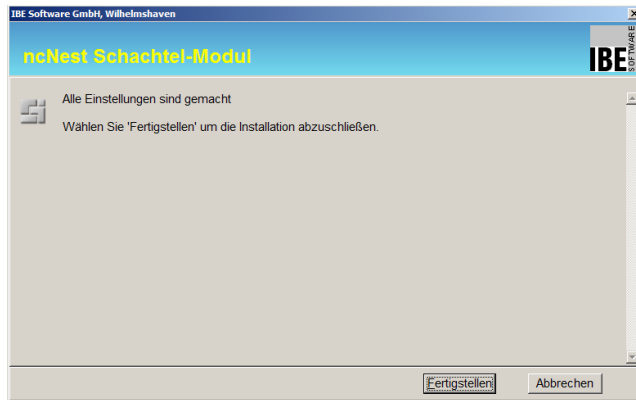 IBE Software GmbH, Wilhelmshaven
ncNest Schachtel-Modul
IBE SOFTWARE
Alle Einstellungen sind gemacht
Wählen Sie 'Fertigstellen' um die Installation abzuschließen.
Fertigstellen
Abbrechen